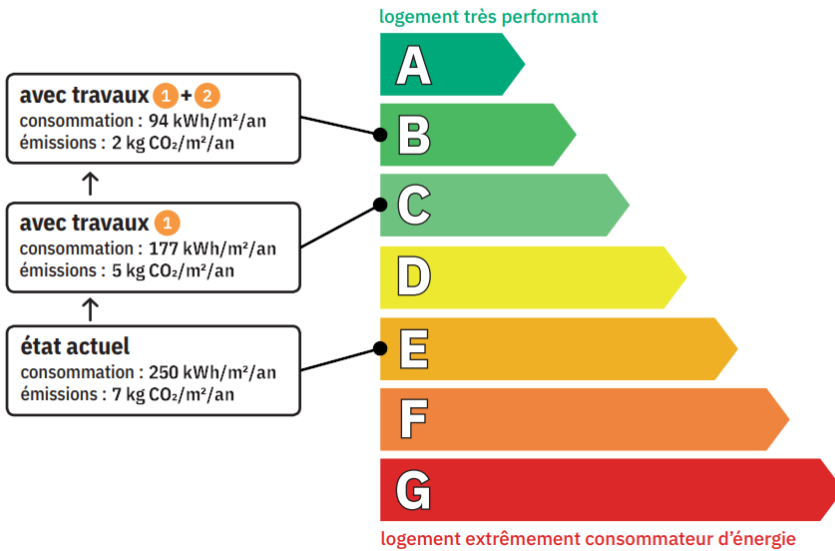 logement très performant
A
avec travaux 1 + 2
consommation : 94 kWh/m²/an
émissions : 2 kg CO₂/m²/an
B
avec travaux 1
consommation : 177 kWh/m²/an
émissions : 5 kg CO₂/m²/an
C
D
état actuel
consommation : 250 kWh/m²/an
émissions : 7 kg CO₂/m²/an
E
F
G
logement extrêmement consommateur d’énergie